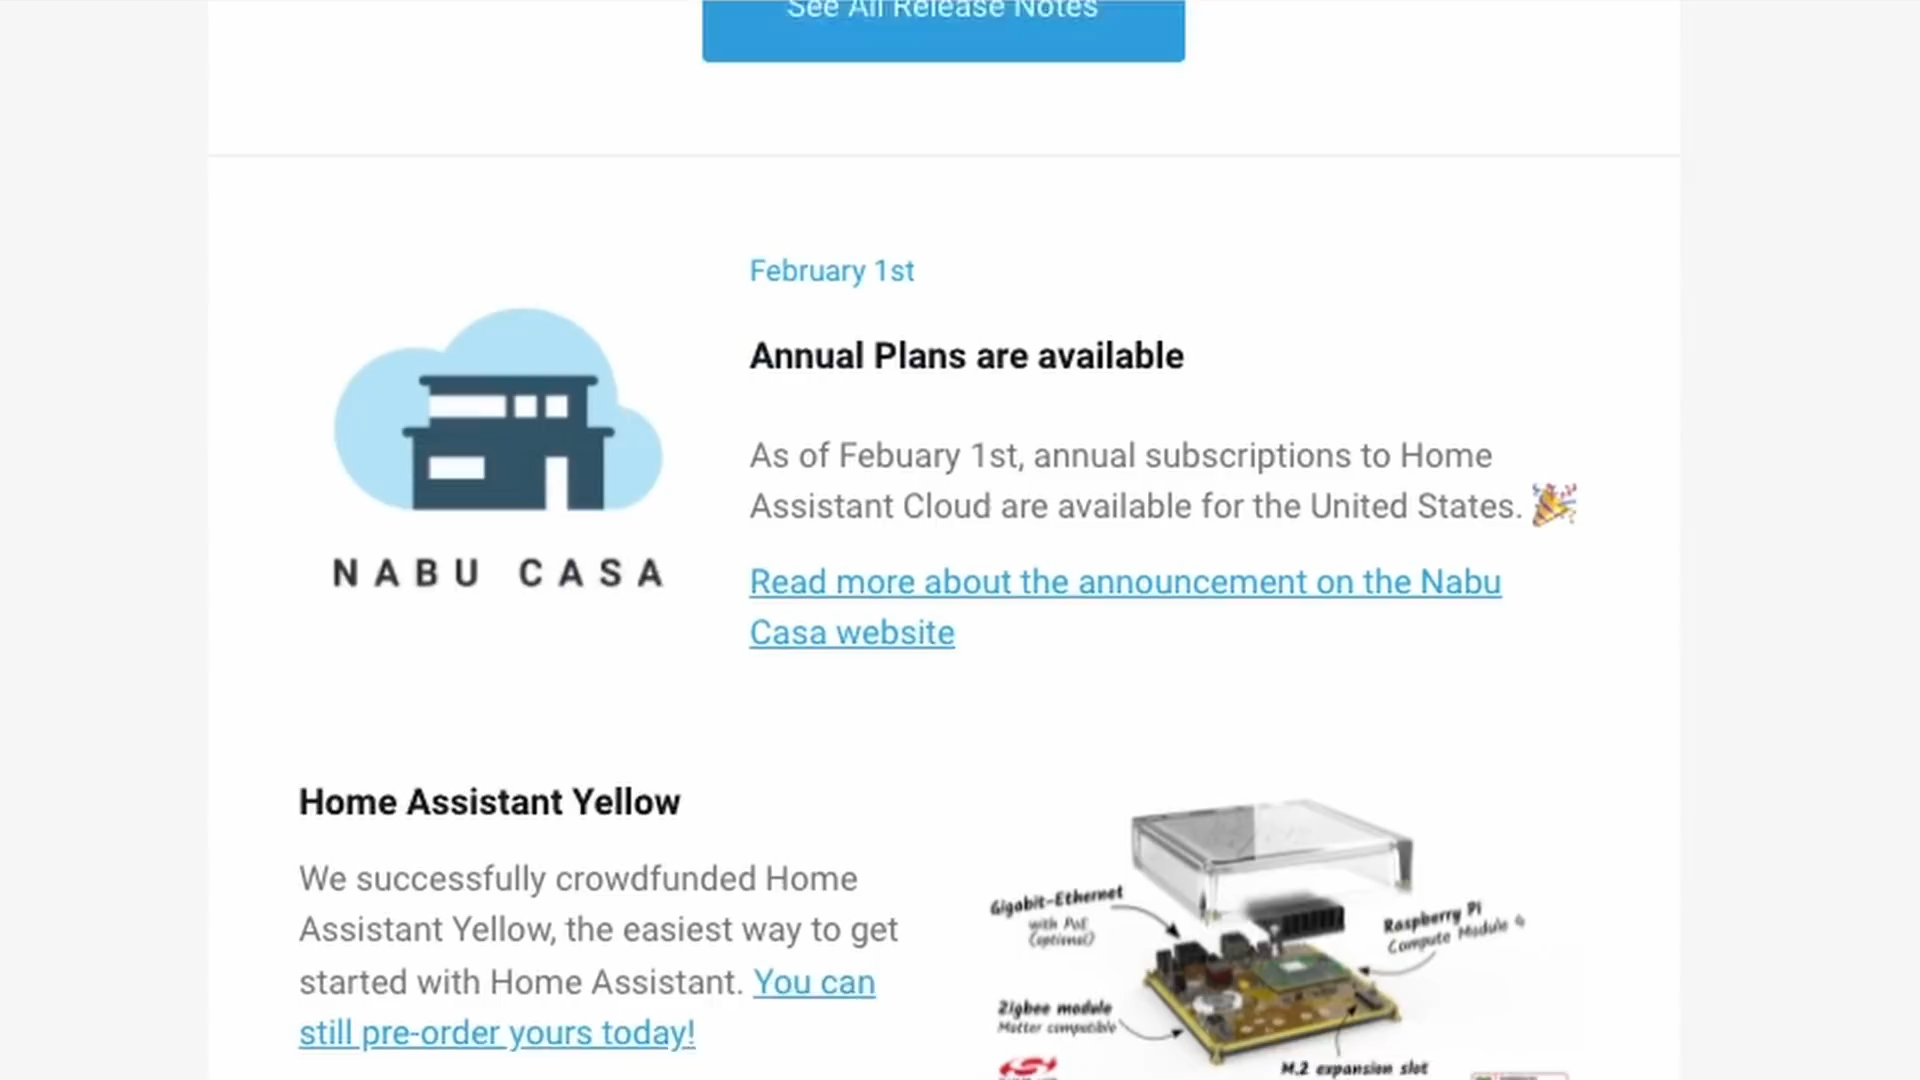 See All Release Notes
February 1st
Annual Plans are available
As of Febuary 1st, annual subscriptions to Home
Assistant Cloud are available for the United States.
Read more about the announcement on the Nabu
Casa website
NABU CASA
Home Assistant Yellow
We successfully crowdfunded Home
Assistant Yellow, the easiest way to get
started with Home Assistant. You can
still pre-order yours today!
Gigabit-Ethernet
with PoE
(optional)
Raspberry Pi
Compute Module 4
Zigbee module
Matter compatible
M.2 expansion slot